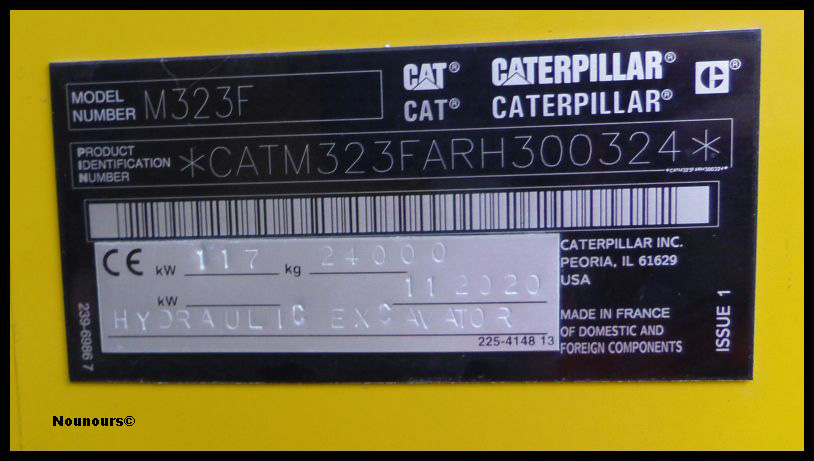 MODEL NUMBER M323F
CAT® CATERPILLAR® C®
CAT® CATERPILLAR®
PRODUCT IDENTIFICATION NUMBER *CATM323FARH300324*
*CATM323FARH300324*
CE kW 117 kg 24000
kW 11 2020
HYDRAULIC EXCAVATOR
225-4148 13
239-6986 7
CATERPILLAR INC.
PEORIA, IL 61629
USA
MADE IN FRANCE
OF DOMESTIC AND
FOREIGN COMPONENTS
ISSUE 1
Nounours©